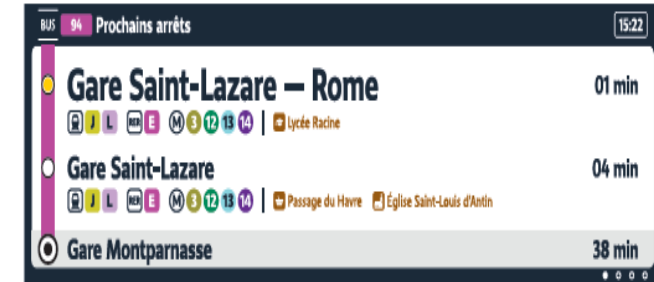 BUS 94 Prochains arrêts 15:22
Gare Saint-Lazare – Rome 01 min
J L RER E M 3 12 13 14 Lycée Racine
Gare Saint-Lazare 04 min
J L RER E M 3 12 13 14 Passage du Havre Église Saint-Louis d'Antin
Gare Montparnasse 38 min